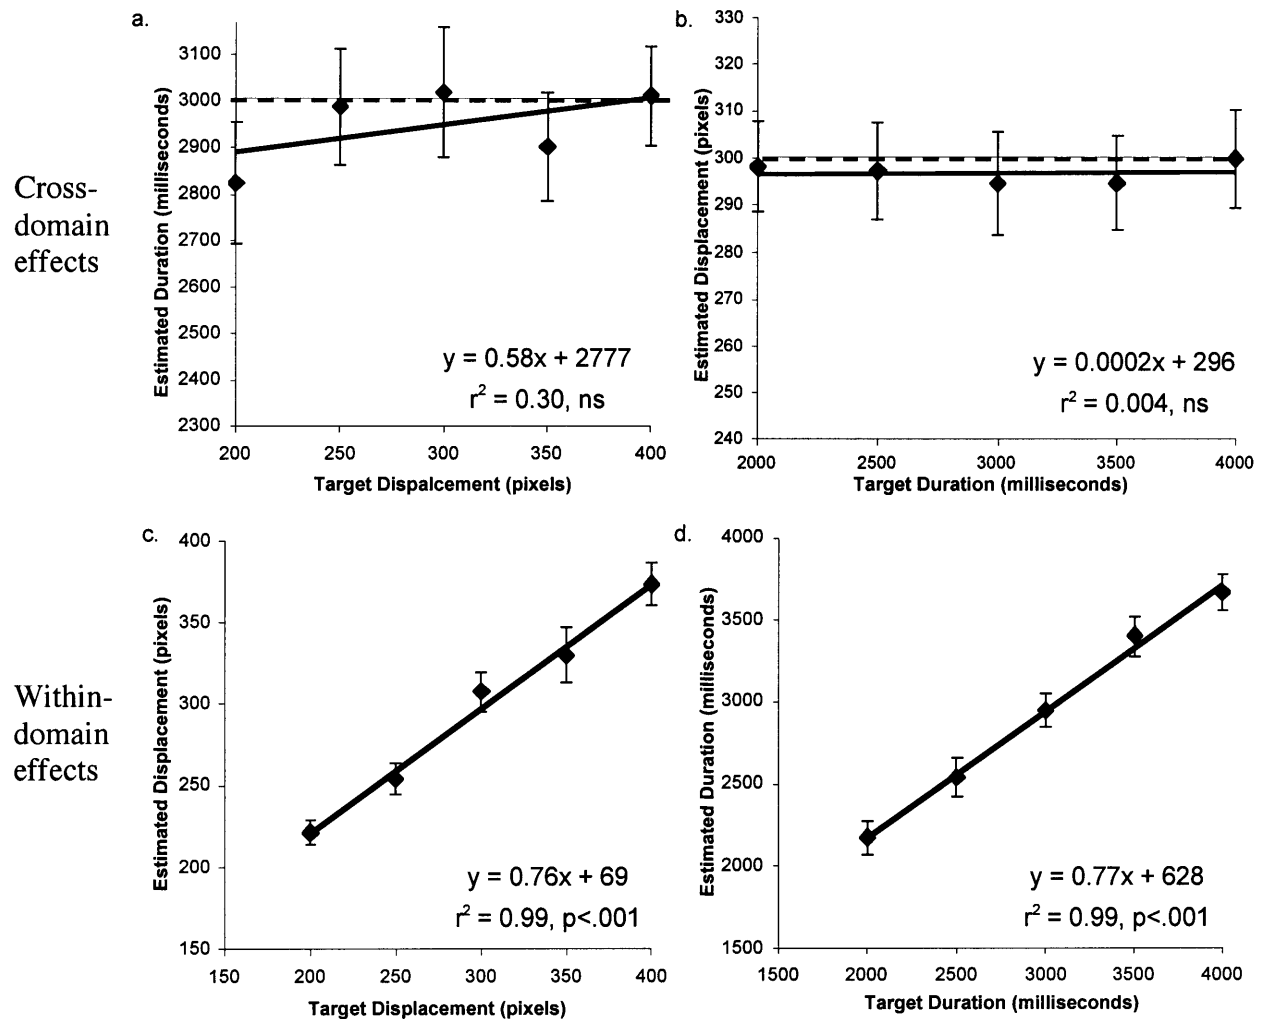 a.
Estimated Duration (milliseconds)
3100
3000
2900
2800
2700
2600
2500
2400
2300
y = 0.58x + 2777
r² = 0.30, ns
200 250 300 350 400
Target Dispalcement (pixels)
b.
Estimated Displacement (pixels)
330
320
310
300
290
280
270
260
250
240
y = 0.0002x + 296
r² = 0.004, ns
2000 2500 3000 3500 4000
Target Duration (milliseconds)
Cross-
domain
effects
c.
Estimated Displacement (pixels)
400
350
300
250
200
150
y = 0.76x + 69
r² = 0.99, p<.001
150 200 250 300 350 400
Target Displacement (pixels)
d.
Estimated Duration (milliseconds)
4000
3500
3000
2500
2000
1500
y = 0.77x + 628
r² = 0.99, p<.001
1500 2000 2500 3000 3500 4000
Target Duration (milliseconds)
Within-
domain
effects